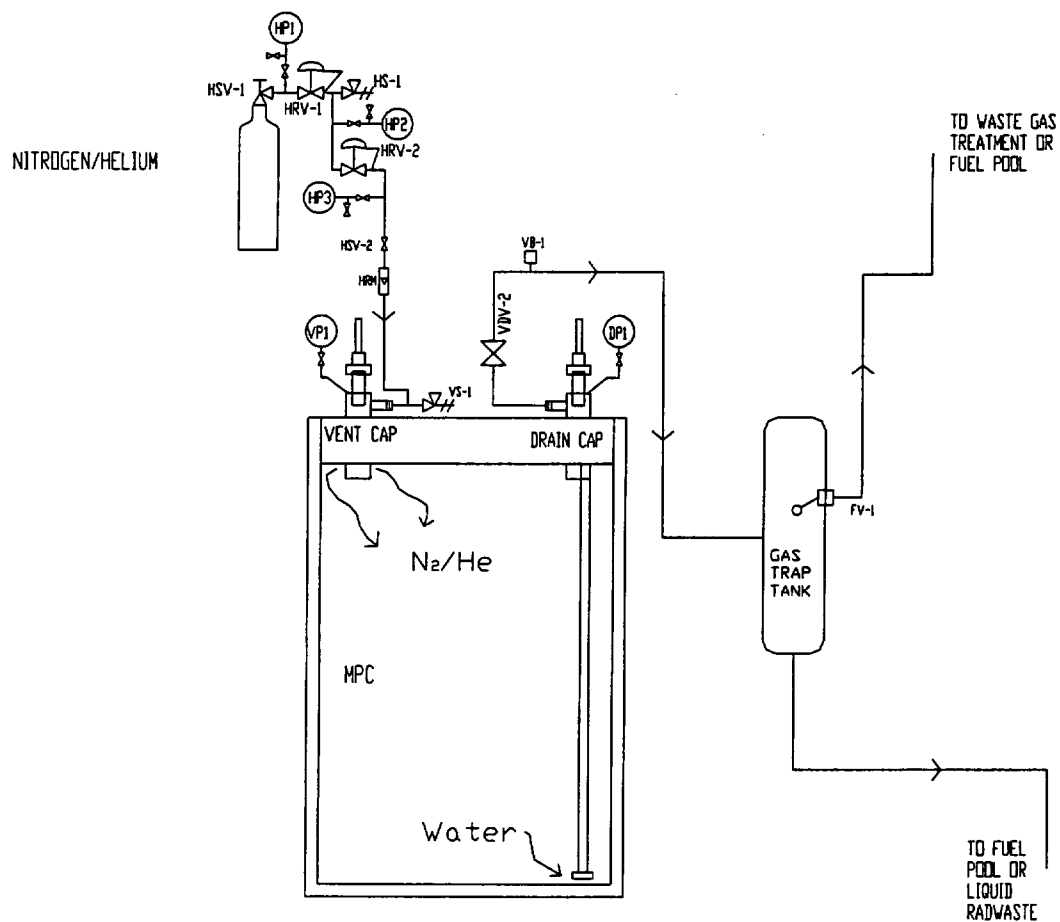 HP1
HSV-1
HRV-1
HS-1
HP2
NITROGEN/HELIUM
HRV-2
HP3
HSV-2
HRM
VP1
VS-1
VENT CAP
VB-1
VDV-2
DP1
DRAIN CAP
N2/He
MPC
Water
TO WASTE GAS
TREATMENT OR
FUEL POOL
FV-1
GAS
TRAP
TANK
TO FUEL
POOL OR
LIQUID
RADWASTE